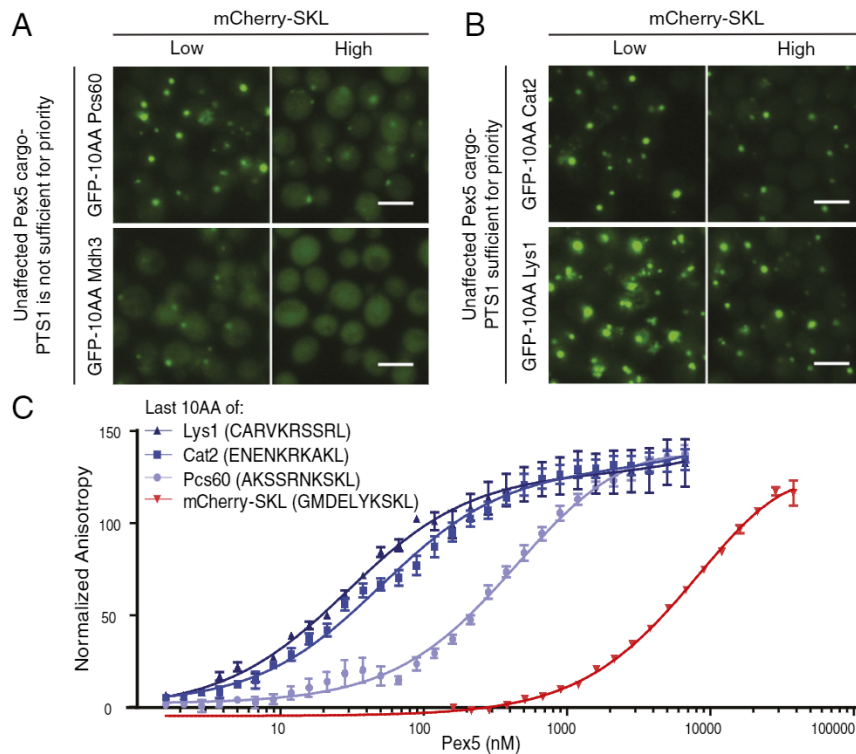 A
mCherry-SKL
Low
High
Unaffected Pex5 cargo-
PTS1 is not sufficient for priority
GFP-10AA Pcs60
GFP-10AA Mdh3
B
mCherry-SKL
Low
High
Unaffected Pex5 cargo-
PTS1 sufficient for priority
GFP-10AA Cat2
GFP-10AA Lys1
C
Last 10AA of:
Lys1 (CARVKRSSRL)
Cat2 (ENENKRKAKL)
Pcs60 (AKSSRNKSKL)
mCherry-SKL (GMDELYKSKL)
Normalized Anisotropy
150
100
50
0
10
100
1000
10000
100000
Pex5 (nM)